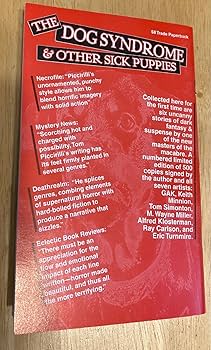 $8 Trade Paperback
THE
DOG SYNDROME
& OTHER SICK PUPPIES
Necrofile: "Piccirilli's
unornamented, punchy
style allows him to
blend horrific imagery
with solid action"
Mystery News:
"Scorching hot and
charged with
possibility, Tom
Piccirilli's writing has
its feet firmly planted in
several genres."
Deathrealm: "He splices
genres, combing elements
of supernatural horror with
hard-boiled fiction to
produce a narrative that
sizzles."
Eclectic Book Reviews:
"There must be an
appreciation for the
flow and emotional
impact of each line
written—horror made
beautiful, and thus all
the more terrifying."
Collected here for
the first time are
six uncanny
stories of dark
fantasy &
suspense by one
of the new
masters of the
macabre. A
numbered limited
edition of 500
copies signed by
the author and all
seven artists:
GAK, Keith
Minnion,
Tom Simonton,
M. Wayne Miller,
Alfred Klosterman,
Ray Carlson, and
Eric Turnmire.